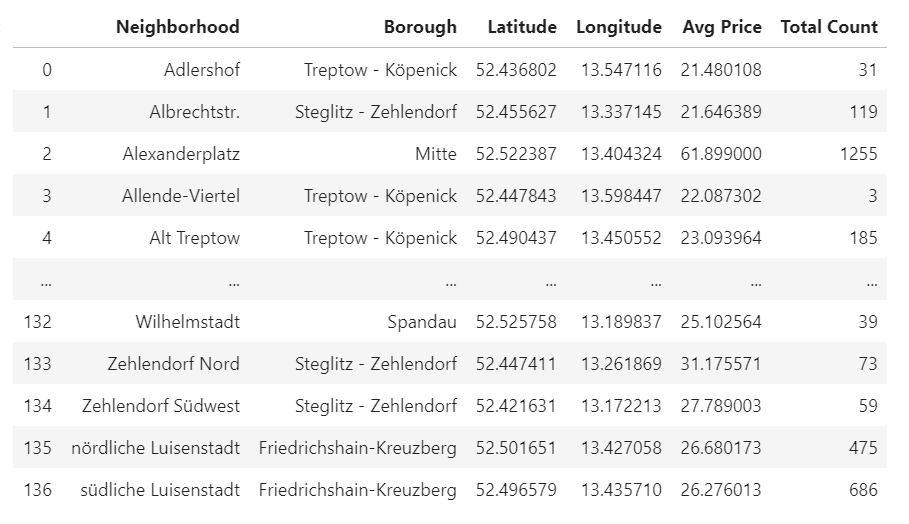 Neighborhood Borough Latitude Longitude Avg Price Total Count
0 Adlershof Treptow - Köpenick 52.436802 13.547116 21.480108 31
1 Albrechtstr. Steglitz - Zehlendorf 52.455627 13.337145 21.646389 119
2 Alexanderplatz Mitte 52.522387 13.404324 61.899000 1255
3 Allende-Viertel Treptow - Köpenick 52.447843 13.598447 22.087302 3
4 Alt Treptow Treptow - Köpenick 52.490437 13.450552 23.093964 185
... ... ... ... ... ... ...
132 Wilhelmstadt Spandau 52.525758 13.189837 25.102564 39
133 Zehlendorf Nord Steglitz - Zehlendorf 52.447411 13.261869 31.175571 73
134 Zehlendorf Südwest Steglitz - Zehlendorf 52.421631 13.172213 27.789003 59
135 nördliche Luisenstadt Friedrichshain-Kreuzberg 52.501651 13.427058 26.680173 475
136 südliche Luisenstadt Friedrichshain-Kreuzberg 52.496579 13.435710 26.276013 686